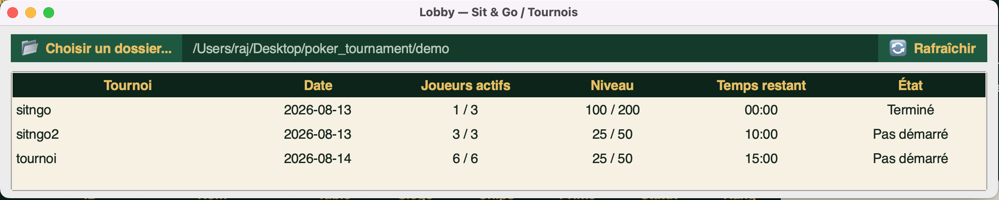 Lobby — Sit & Go / Tournois
Choisir un dossier... /Users/raj/Desktop/poker_tournament/demo Rafraîchir
Tournoi Date Joueurs actifs Niveau Temps restant État
sitngo 2026-08-13 1 / 3 100 / 200 00:00 Terminé
sitngo2 2026-08-13 3 / 3 25 / 50 10:00 Pas démarré
tournoi 2026-08-14 6 / 6 25 / 50 15:00 Pas démarré